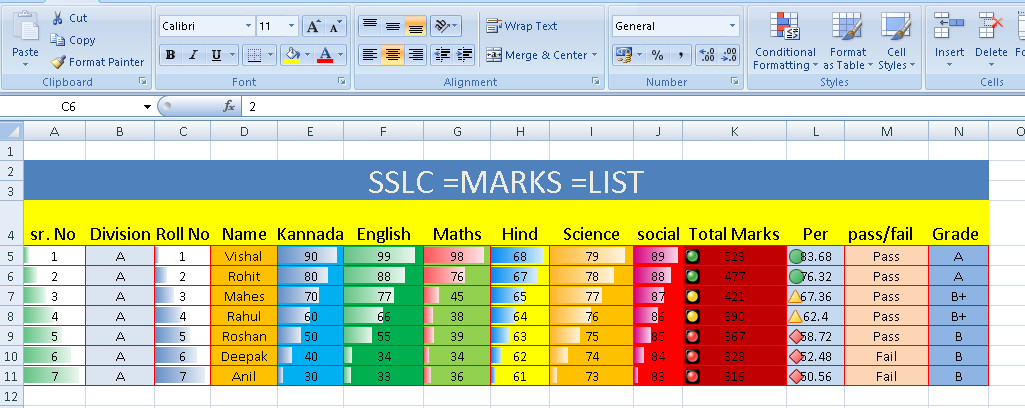 Cut
Copy
Paste
Format Painter
Clipboard
Calibri 11 A A
B I U A
Font
Wrap Text
Merge & Center
Alignment
General
% ,
.0 .00
.00 .0
Number
Conditional Formatting
Format as Table
Cell Styles
Styles
Insert Delete Fo
Cells
C6 fx 2
A B C D E F G H I J K L M N O
1
2
3
SSLC =MARKS =LIST
4 sr. No Division Roll No Name Kannada English Maths Hind Science social Total Marks Per pass/fail Grade
5 1 A 1 Vishal 90 99 98 68 79 89 523 83.68 Pass A
6 2 A 2 Rohit 80 88 76 67 78 88 477 76.32 Pass A
7 3 A 3 Mahes 70 77 45 65 77 87 421 67.36 Pass B+
8 4 A 4 Rahul 60 66 38 64 76 86 390 62.4 Pass B+
9 5 A 5 Roshan 50 55 39 63 75 85 367 58.72 Pass B
10 6 A 6 Deepak 40 34 34 62 74 84 328 52.48 Fail B
11 7 A 7 Anil 30 33 36 61 73 83 316 50.56 Fail B
12